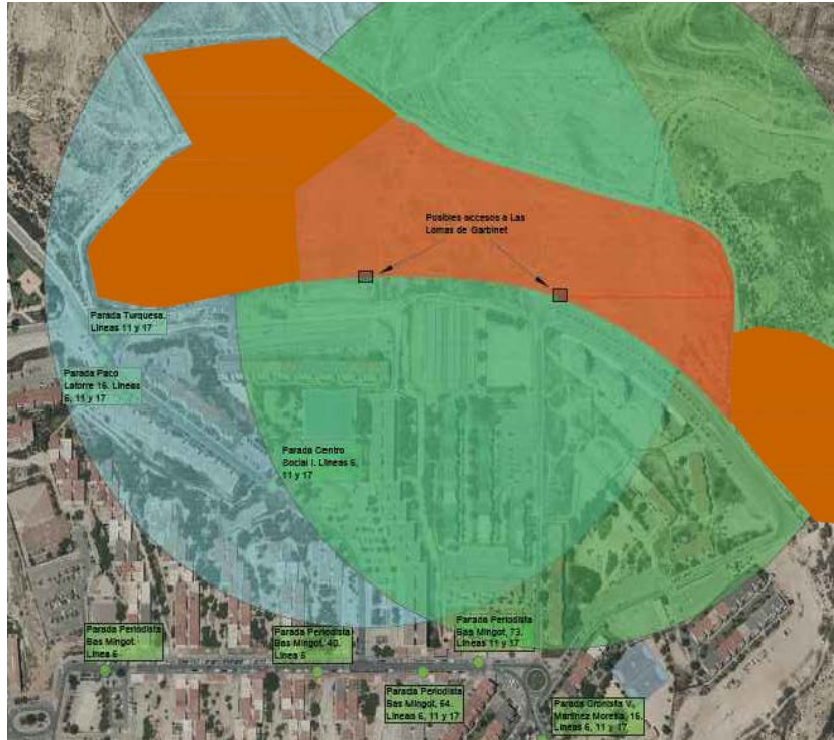 Posibles accesos a Las
Lomas de Garbinet
Parada Turquesa.
Líneas 11 y 17
Parada Paco
Latorre 16. Líneas
6, 11 y 17
Parada Centro
Social I. Líneas 6,
11 y 17
Parada Periodista
Bas Mingot.
Línea 6
Parada Periodista
Bas Mingot, 40.
Línea 6
Parada Periodista
Bas Mingot, 73.
Líneas 11 y 17
Parada Periodista
Bas Mingot, 64.
Líneas 6, 11 y 17
Parada Cronista V.
Martínez Morellá, 16.
Líneas 6, 11 y 17